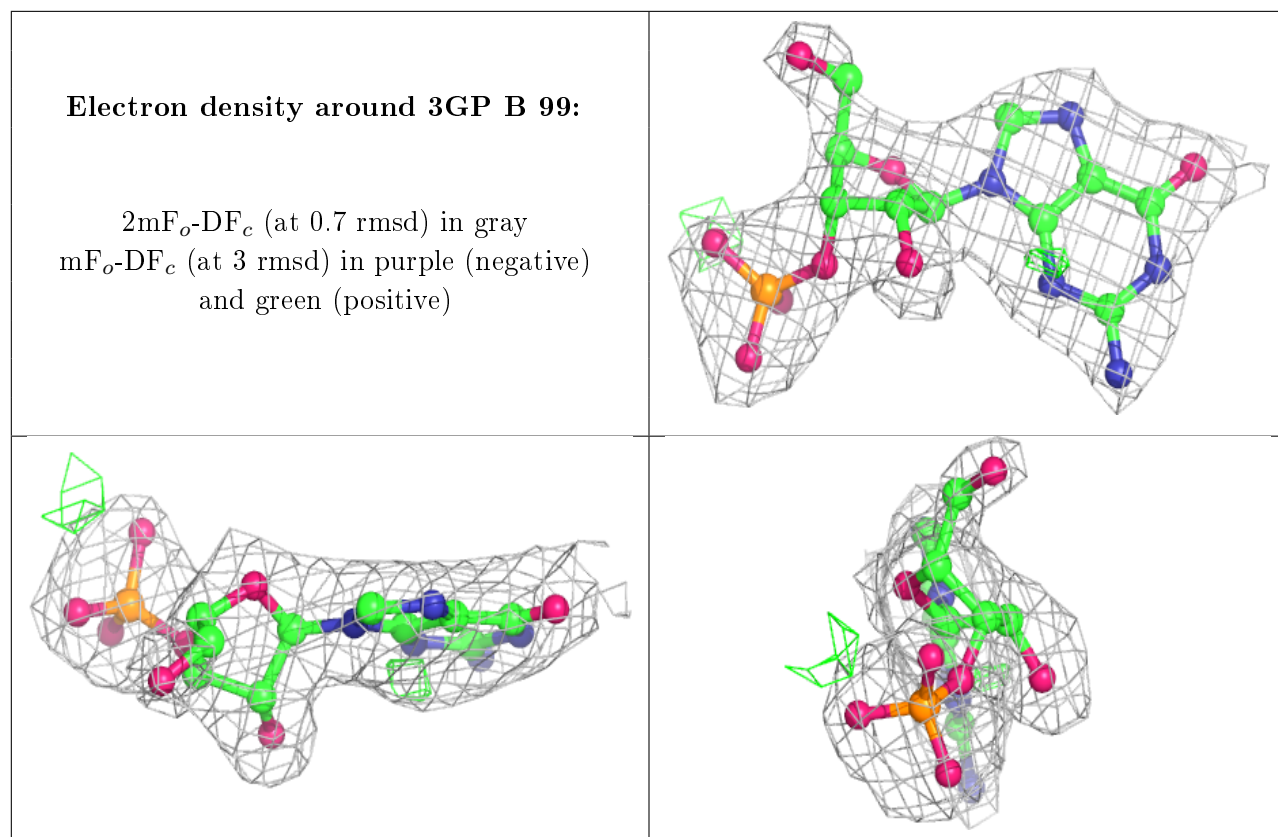 Electron density around 3GP B 99:
2mFₒ-DF𝒸 (at 0.7 rmsd) in gray
mFₒ-DF𝒸 (at 3 rmsd) in purple (negative)
and green (positive)